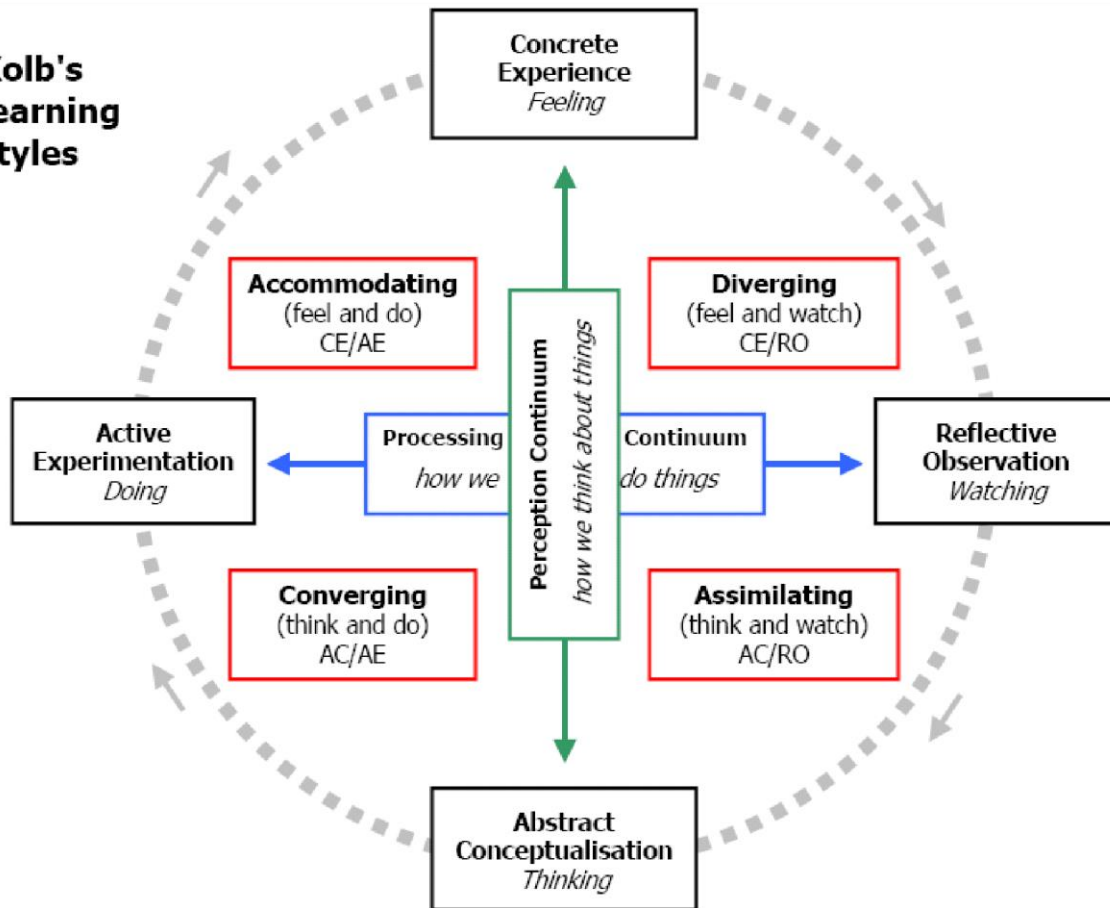 Kolb's
earning
tyles
Concrete
Experience
Feeling
Accommodating
(feel and do)
CE/AE
Diverging
(feel and watch)
CE/RO
Active
Experimentation
Doing
Processing
how we
Perception Continuum
how we think about things
Continuum
do things
Reflective
Observation
Watching
Converging
(think and do)
AC/AE
Assimilating
(think and watch)
AC/RO
Abstract
Conceptualisation
Thinking